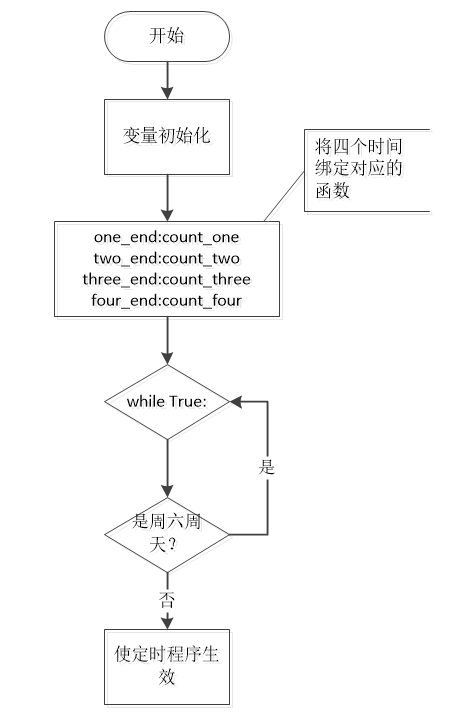 开始
变量初始化
将四个时间
绑定对应的
函数
one_end:count_one
two_end:count_two
three_end:count_three
four_end:count_four
while True:
是
是周六周
天?
否
使定时程序生
效